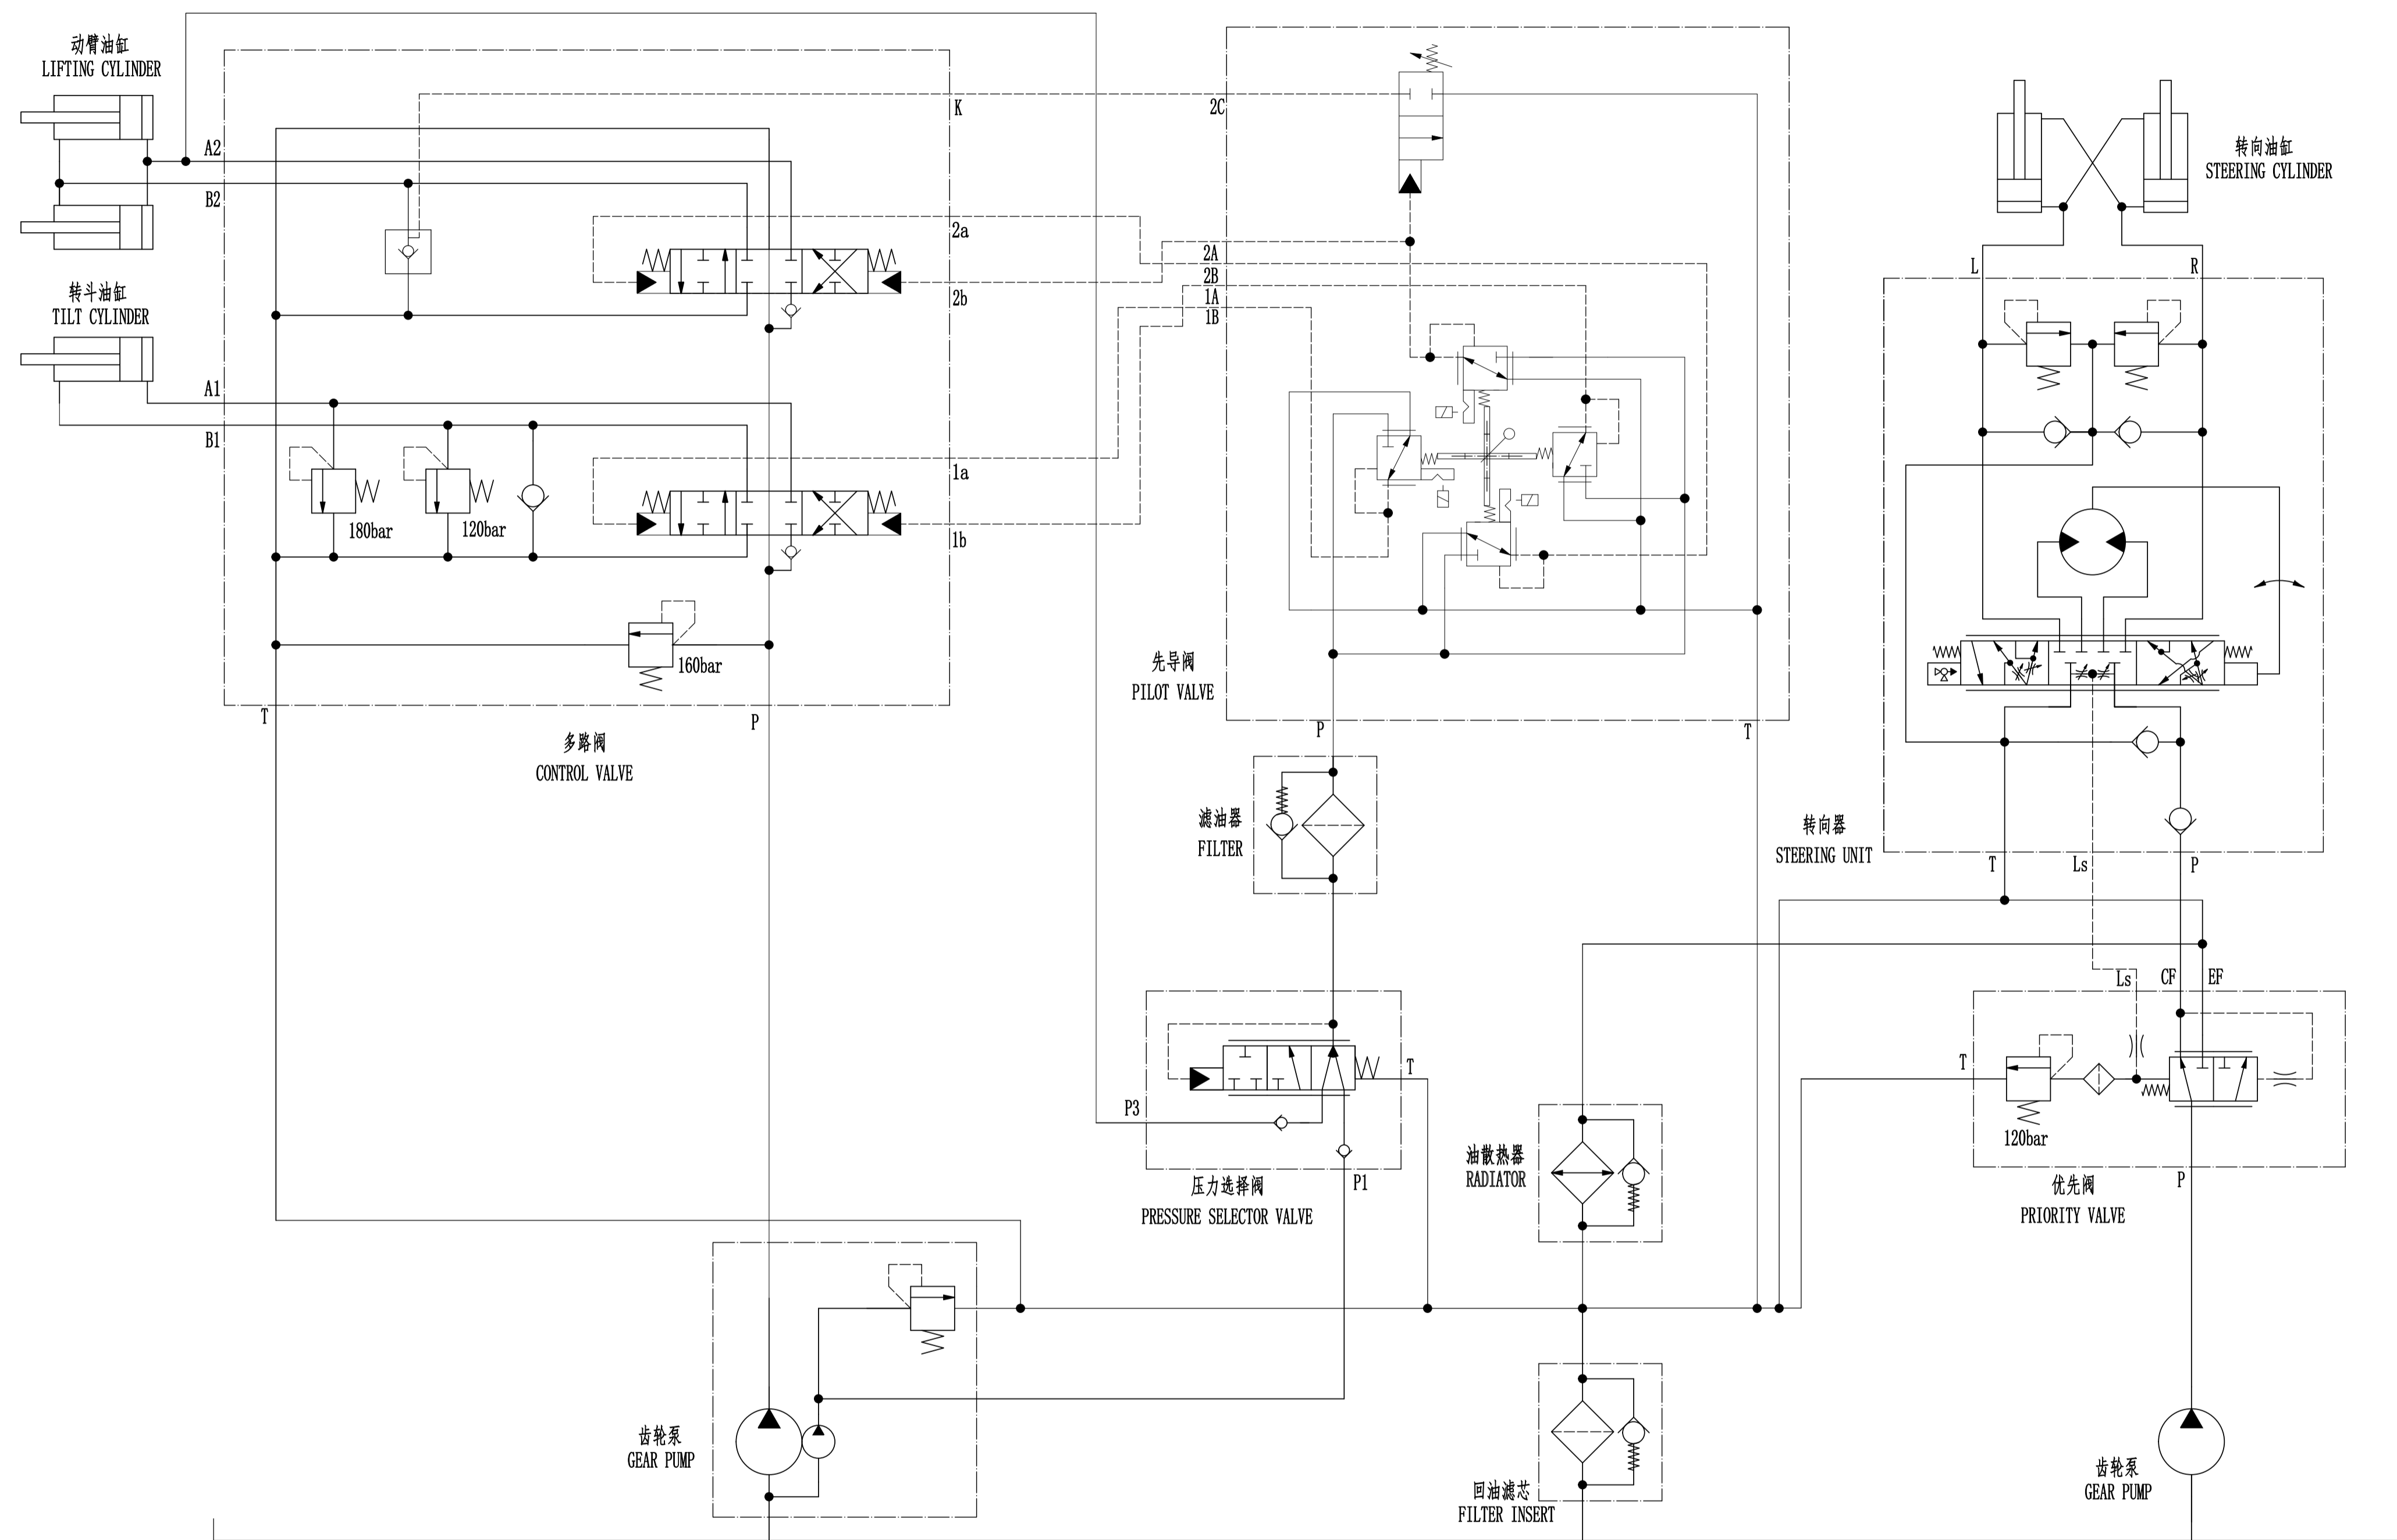 动臂油缸
LIFTING CYLINDER
A2
B2
转斗油缸
TILT CYLINDER
A1
B1
K
2a
2b
1a
1b
180bar
120bar
160bar
T
P
多路阀
CONTROL VALVE
2C
2A
2B
1A
1B
先导阀
PILOT VALVE
P
T
滤油器
FILTER
P3
T
P1
压力选择阀
PRESSURE SELECTOR VALVE
转向油缸
STEERING CYLINDER
L
R
转向器
STEERING UNIT
T
Ls
P
Ls
CF
EF
T
120bar
P
优先阀
PRIORITY VALVE
油散热器
RADIATOR
齿轮泵
GEAR PUMP
回油滤芯
FILTER INSERT
齿轮泵
GEAR PUMP